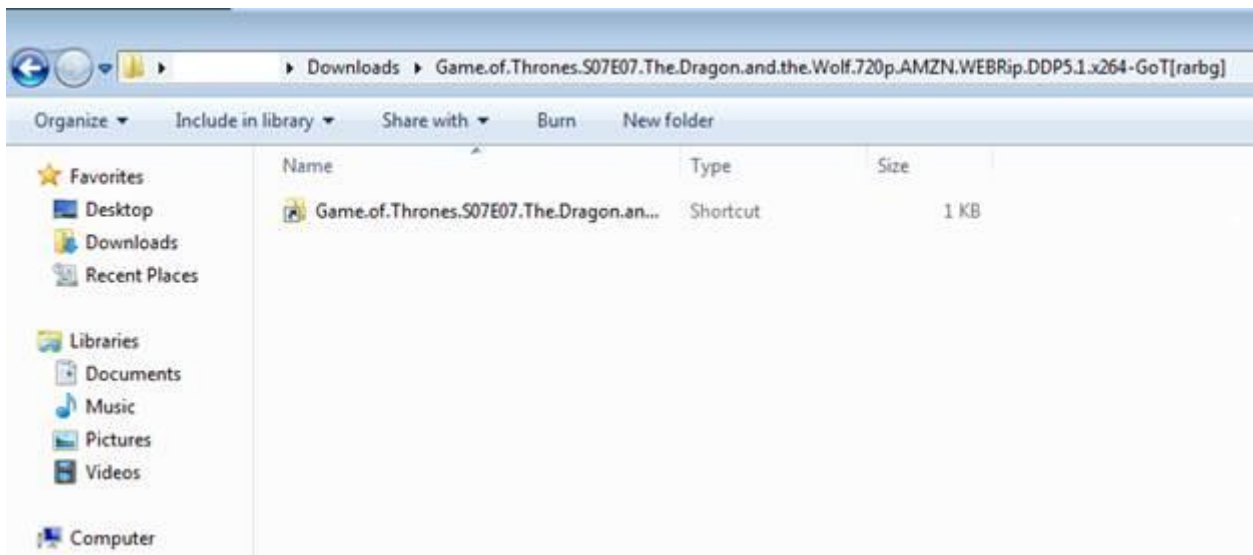 Downloads Game.of.Thrones.S07E07.The.Dragon.and.the.Wolf.720p.AMZN.WEBRip.DDP5.1.x264-GoT[rarbg]
Organize Include in library Share with Burn New folder
Name Type Size
Game.of.Thrones.S07E07.The.Dragon.an... Shortcut 1 KB
Favorites
Desktop
Downloads
Recent Places
Libraries
Documents
Music
Pictures
Videos
Computer